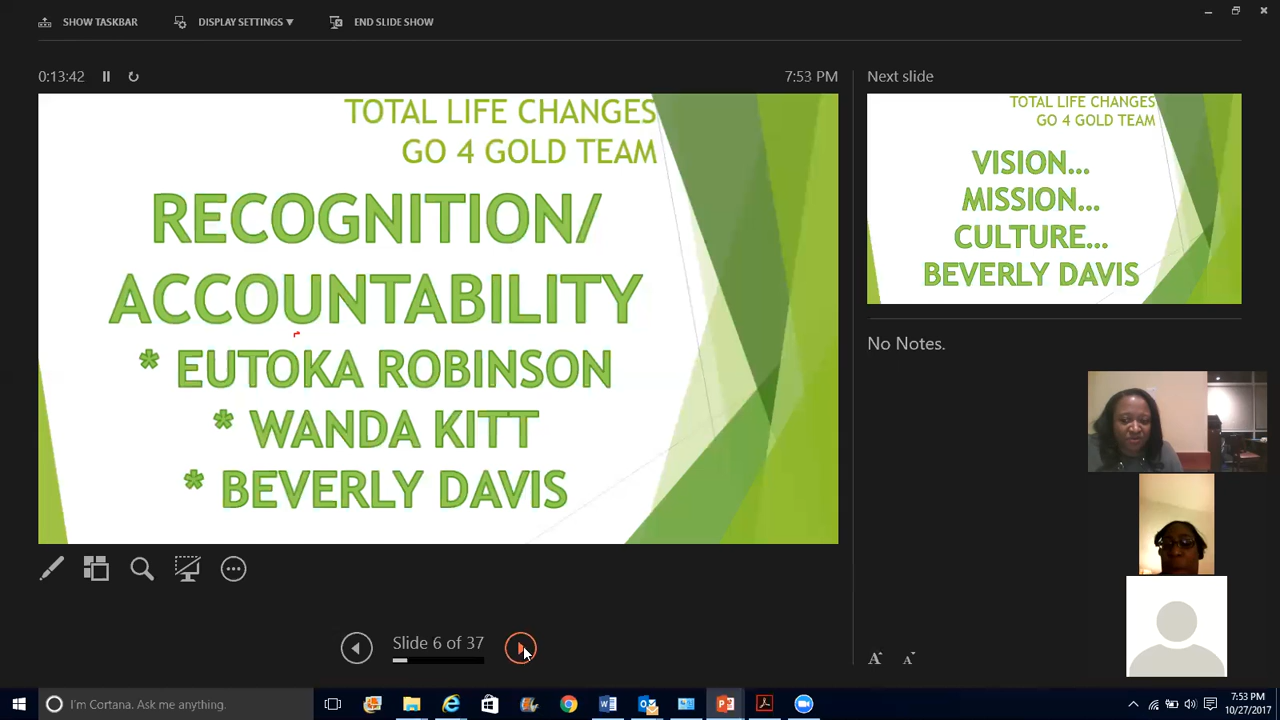 SHOW TASKBAR
DISPLAY SETTINGS ▼
END SLIDE SHOW
0:13:42
7:53 PM
TOTAL LIFE CHANGES
GO 4 GOLD TEAM
RECOGNITION/
ACCOUNTABILITY
* EUTOKA ROBINSON
* WANDA KITT
* BEVERLY DAVIS
Next slide
TOTAL LIFE CHANGES
GO 4 GOLD TEAM
VISION...
MISSION...
CULTURE...
BEVERLY DAVIS
No Notes.
Slide 6 of 37
A A
I'm Cortana. Ask me anything.
7:53 PM
10/27/2017